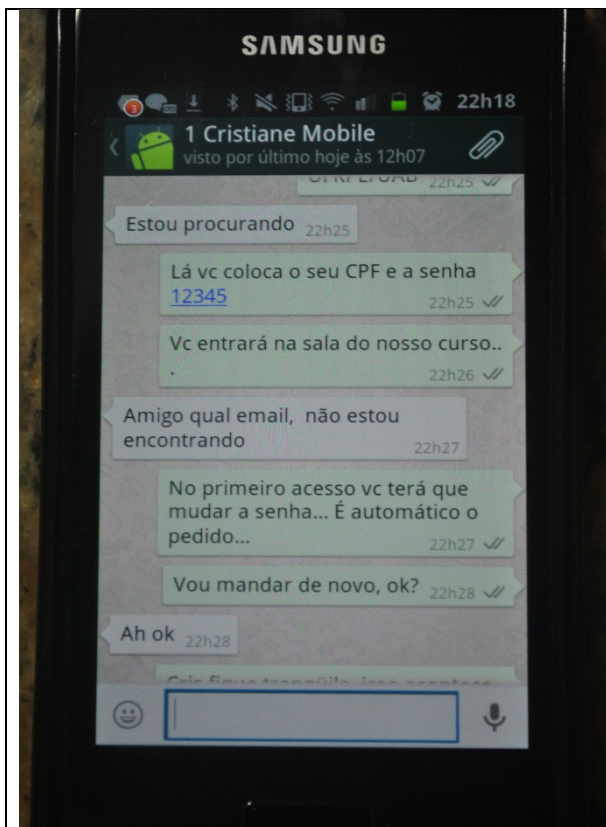 SAMSUNG
3
22h18
1 Cristiane Mobile
visto por último hoje às 12h07
22h25
Estou procurando 22h25
Lá vc coloca o seu CPF e a senha
12345 22h25
Vc entrará na sala do nosso curso..
. 22h26
Amigo qual email, não estou
encontrando 22h27
No primeiro acesso vc terá que
mudar a senha... É automático o
pedido... 22h27
Vou mandar de novo, ok? 22h28
Ah ok 22h28